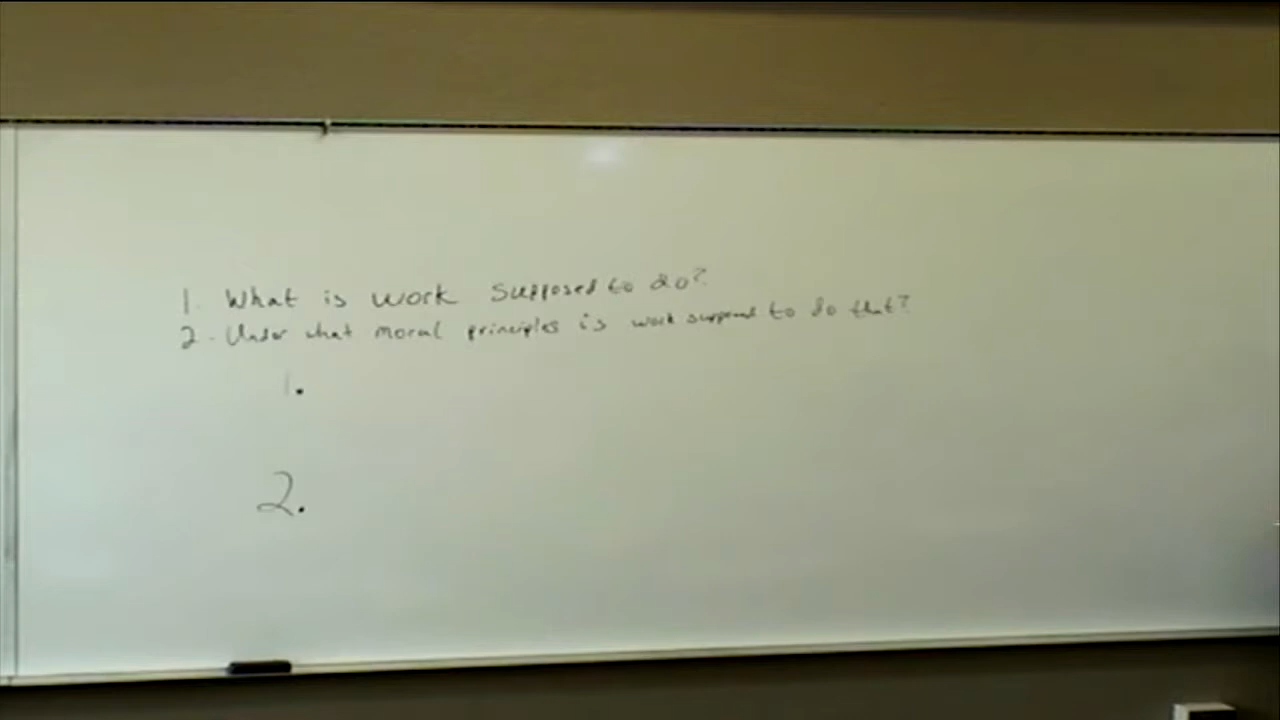 1. What is work supposed to do?
2. Under what moral principles is work supposed to do that?
1.
2.